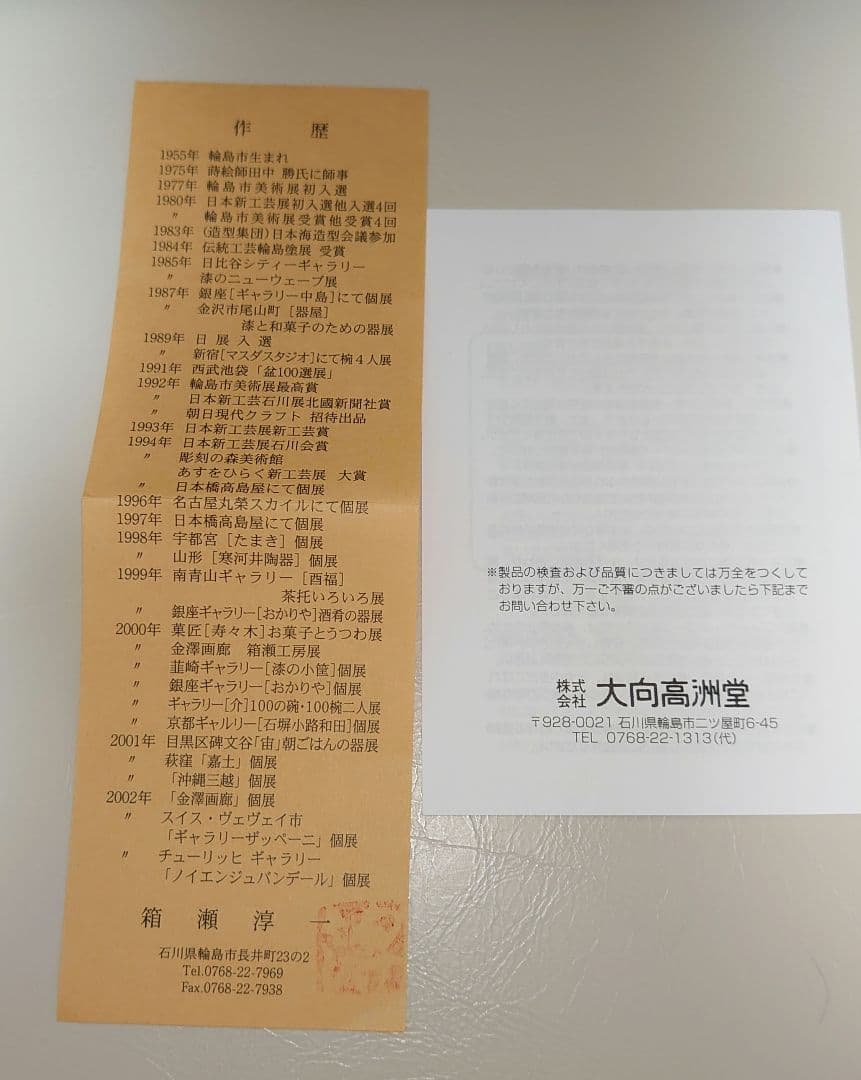 作 歴
1955年 輪島市生まれ
1975年 蒔絵師田中 勝氏に師事
1977年 輪島市美術展初入選
1980年 日本新工芸展初入選他入選4回
〃 輪島市美術展受賞他受賞4回
1983年 (造型集団)日本海造型会議参加
1984年 伝統工芸輪島塗展 受賞
1985年 日比谷シティーギャラリー
〃 漆のニューウェーブ展
1987年 銀座[ギャラリー中島]にて個展
〃 金沢市尾山町 [器屋]
漆と和菓子のための器展
1989年 日展入選
〃 新宿[マスダスタジオ]にて椀4人展
1991年 西武池袋「盆100選展」
1992年 輪島市美術展最高賞
〃 日本新工芸石川展北國新聞社賞
〃 朝日現代クラフト 招待出品
1993年 日本新工芸展新工芸賞
1994年 日本新工芸展石川会賞
〃 彫刻の森美術館
あすをひらく新工芸展 大賞
〃 日本橋高島屋にて個展
1996年 名古屋丸榮スカイルにて個展
1997年 日本橋高島屋にて個展
1998年 宇都宮 [たまき] 個展
〃 山形 [寒河井陶器] 個展
1999年 南青山ギャラリー [酉福]
茶托いろいろ展
〃 銀座ギャラリー[おかりや]酒肴の器展
2000年 菓匠[寿々木]お菓子とうつわ展
〃 金澤画廊 箱瀬工房展
〃 韮崎ギャラリー[漆の小筐]個展
〃 銀座ギャラリー[おかりや]個展
〃 ギャラリー[介]100の碗・100椀二人展
〃 京都ギャルリー[石塀小路和田]個展
2001年 目黒区碑文谷「宙」朝ごはんの器展
〃 萩窪「嘉土」個展
〃 「沖縄三越」個展
2002年 「金澤画廊」個展
〃 スイス・ヴェヴェイ市
「ギャラリーザッペーニ」個展
〃 チューリッヒ ギャラリー
「ノイエンジュバンデール」個展
箱瀬淳一
石川県輪島市長井町23の2
Tel.0768-22-7969
Fax.0768-22-7938
※製品の検査および品質につきましては万全をつくして
おりますが、万一ご不審の点がございましたら下記まで
お問い合わせ下さい。
株式会社 大向高洲堂
〒928-0021 石川県輪島市二ツ屋町6-45
TEL 0768-22-1313(代)